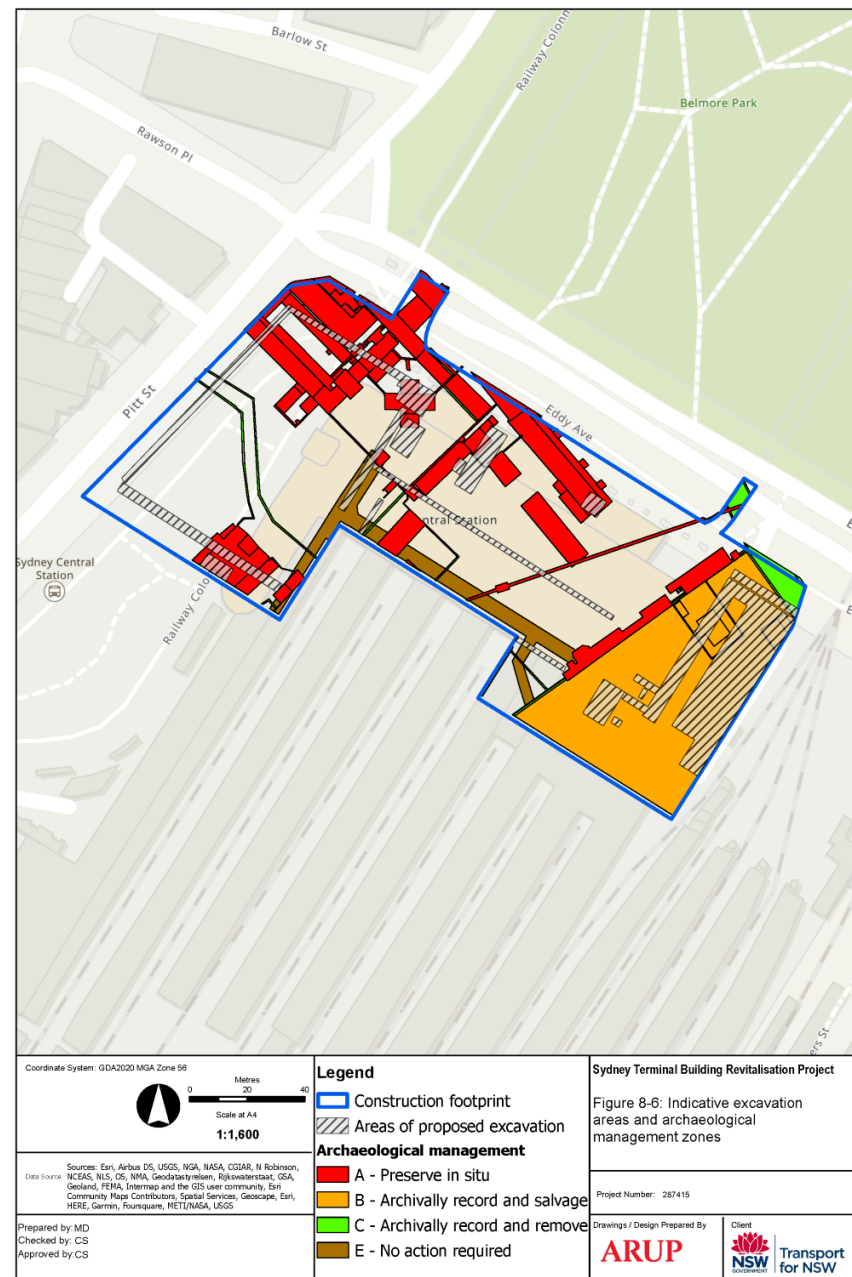 Barlow St
Railway Colonn
Belmore Park
Rawson Pl
Pitt St
Eddy Ave
Central Station
Sydney Central
Station
Railway Colo
ers St
Coordinate System: GDA2020 MGA Zone 56
Metres
0 20 40
Scale at A4
1:1,600
Data Source:
Sources: Esri, Airbus DS, USGS, NGA, NASA, CGIAR, N Robinson,
NCEAS, NLS, OS, NMA, Geodatastyrelsen, Rijkswaterstaat, GSA,
Geoland, FEMA, Intermap and the GIS user community, Esri
Community Maps Contributors, Spatial Services, Geoscape, Esri,
HERE, Garmin, Foursquare, METI/NASA, USGS
Prepared by: MD
Checked by: CS
Approved by: CS
Legend
Construction footprint
Areas of proposed excavation
Archaeological management
A - Preserve in situ
B - Archivally record and salvage
C - Archivally record and remove
E - No action required
Sydney Terminal Building Revitalisation Project
Figure 8-6: Indicative excavation
areas and archaeological
management zones
Project Number: 287415
Drawings / Design Prepared By
ARUP
Client
NSW
GOVERNMENT
Transport
for NSW